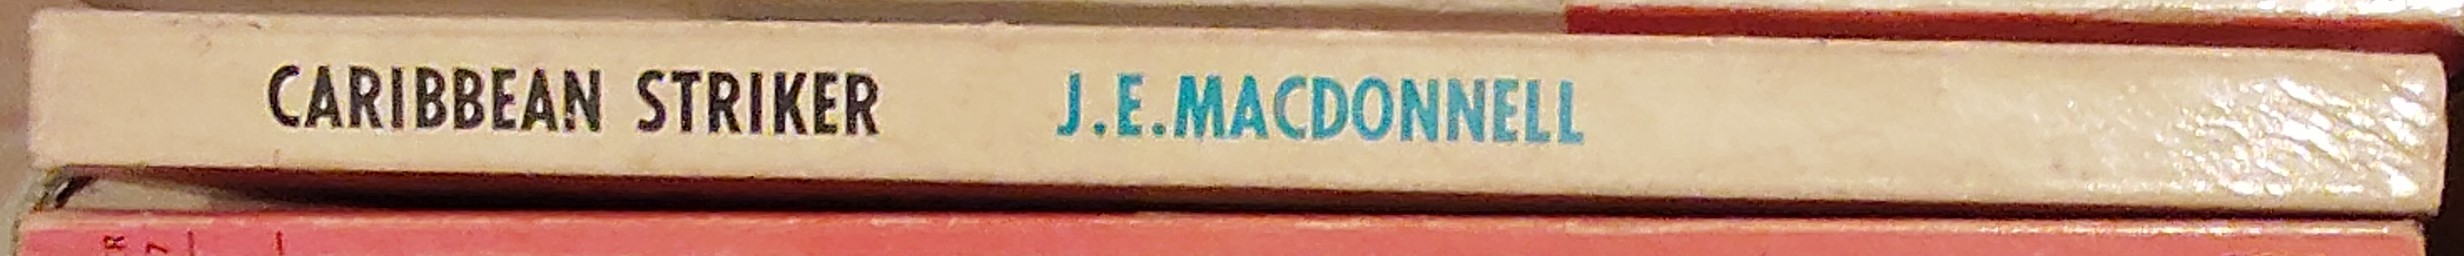 CARIBBEAN STRIKER J.E.MACDONNELL